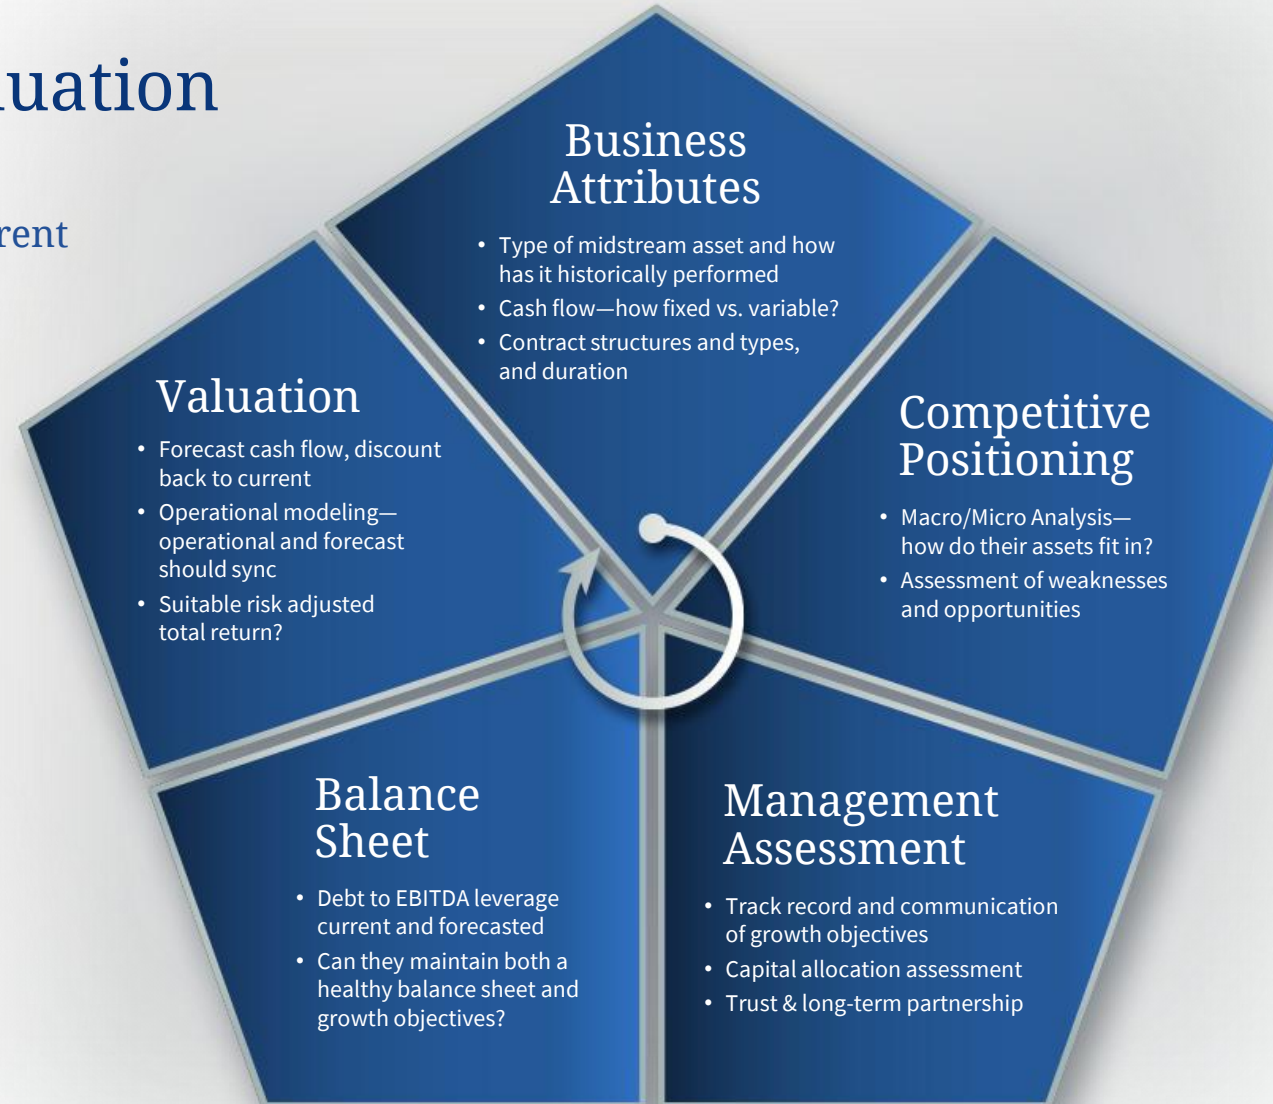 Business
Attributes
• Type of midstream asset and how
has it historically performed
• Cash flow—how fixed vs. variable?
• Contract structures and types,
and duration
Valuation
• Forecast cash flow, discount
back to current
• Operational modeling—
operational and forecast
should sync
• Suitable risk adjusted
total return?
Competitive
Positioning
• Macro/Micro Analysis—
how do their assets fit in?
• Assessment of weaknesses
and opportunities
Balance
Sheet
• Debt to EBITDA leverage
current and forecasted
• Can they maintain both a
healthy balance sheet and
growth objectives?
Management
Assessment
• Track record and communication
of growth objectives
• Capital allocation assessment
• Trust & long-term partnership